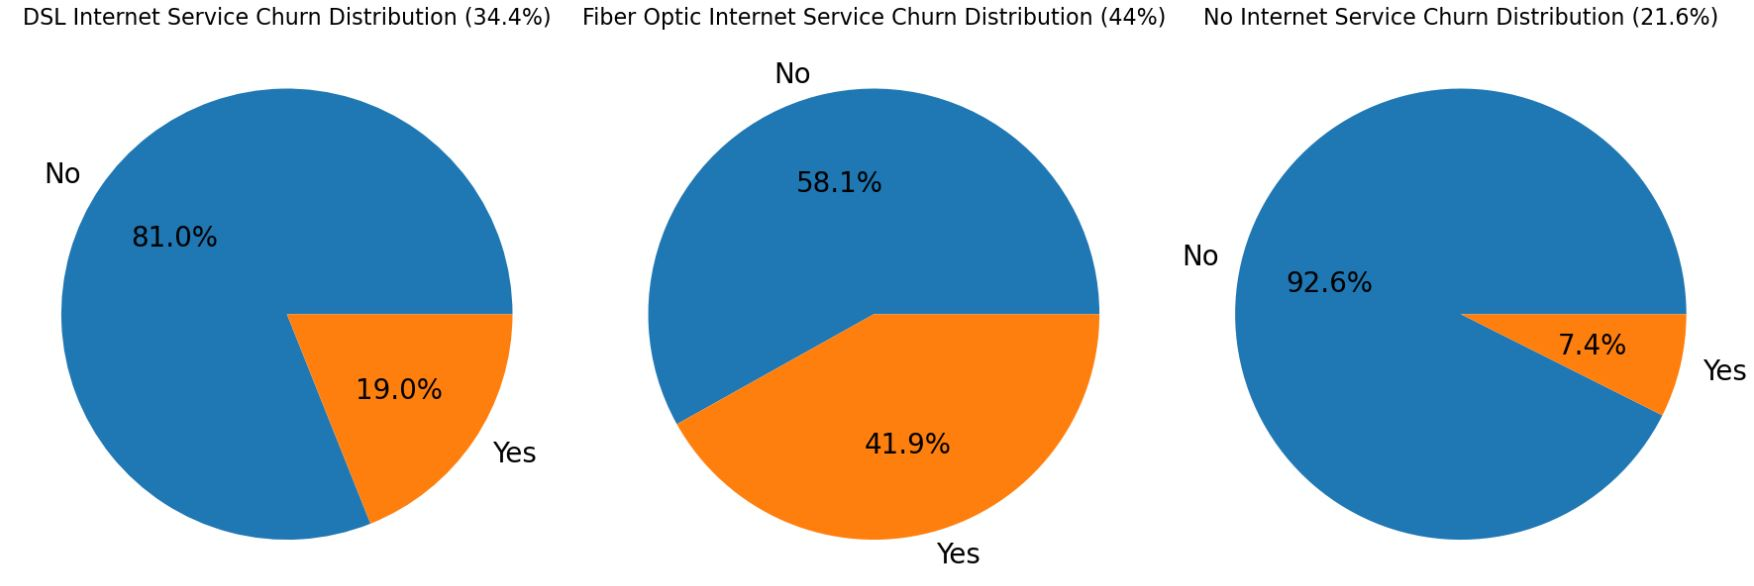 DSL Internet Service Churn Distribution (34.4%)
No
81.0%
19.0%
Yes
Fiber Optic Internet Service Churn Distribution (44%)
No
58.1%
41.9%
Yes
No Internet Service Churn Distribution (21.6%)
No
92.6%
7.4%
Yes